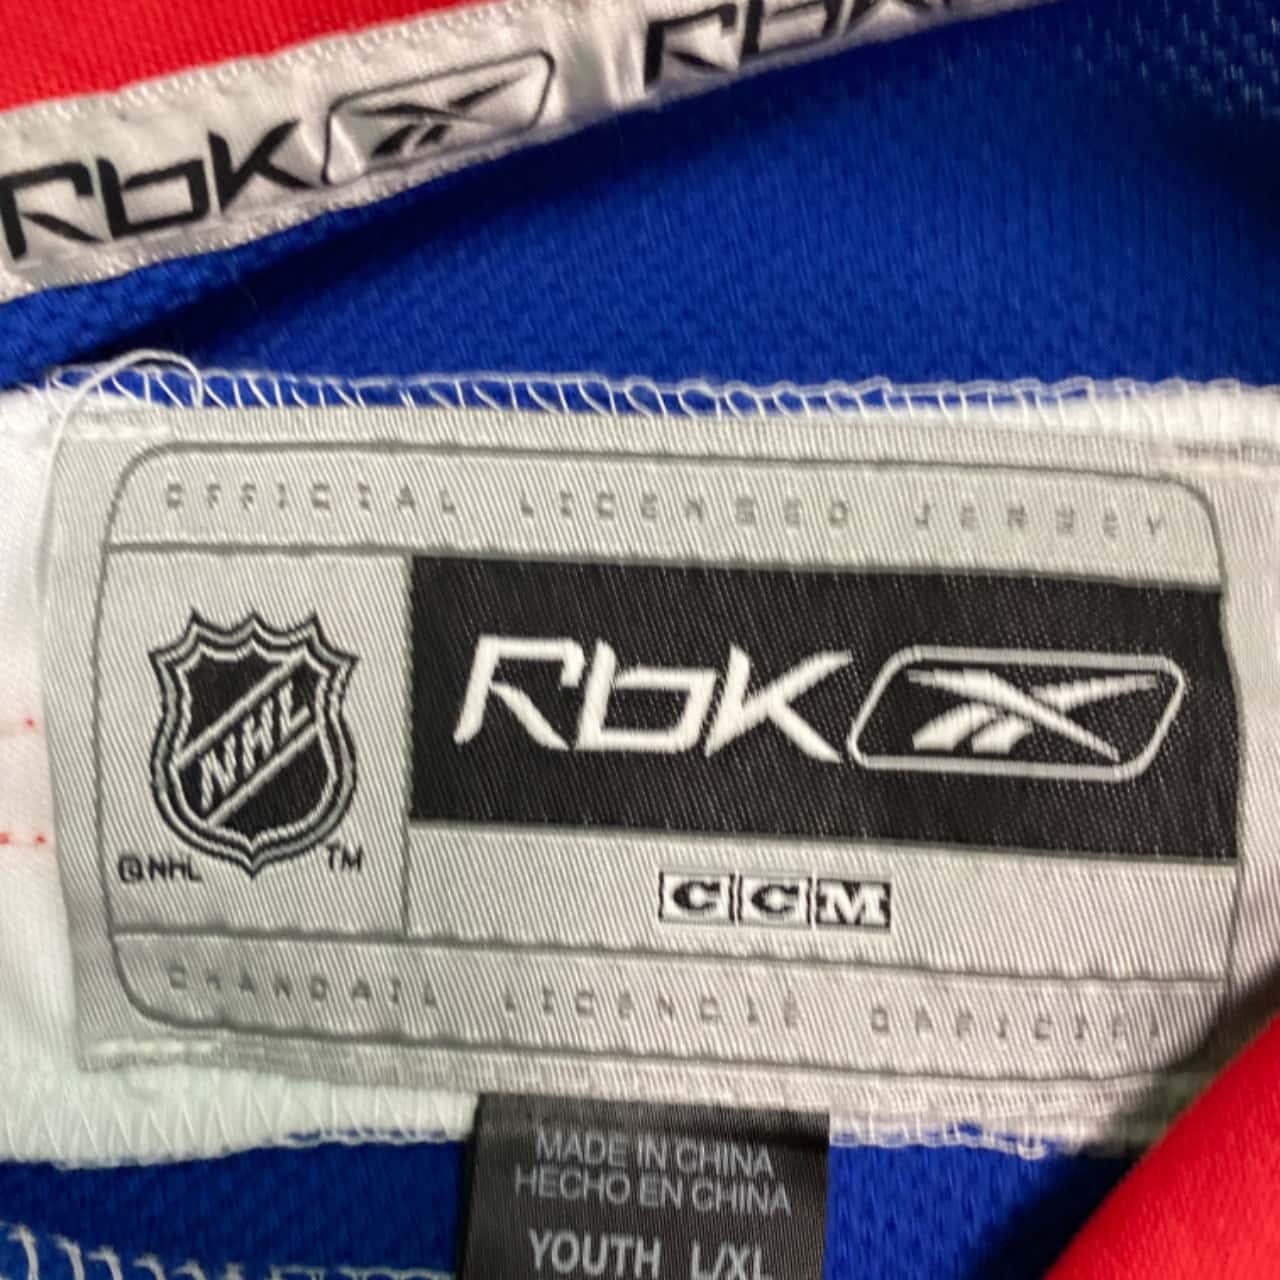 Rbk Rbk
OFFICIAL LICENSED JERSEY
NHL
Rbk
©NHL TM
CCM
CHANDAIL LICENCIÉ OFFICIEL
MADE IN CHINA
HECHO EN CHINA
YOUTH L/XL